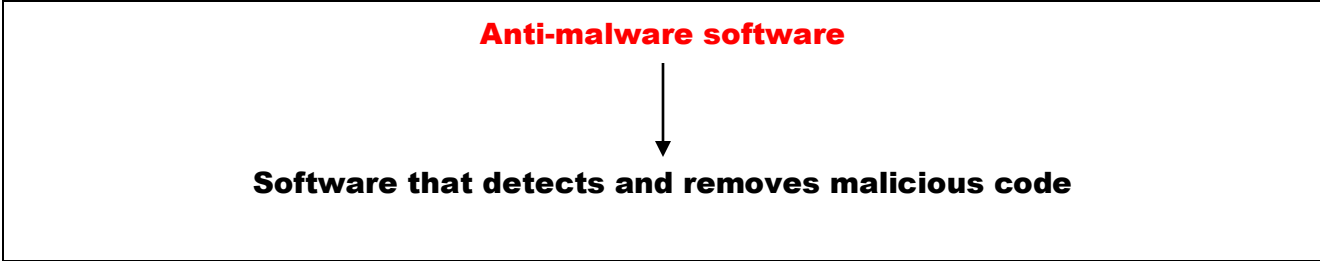 Anti-malware software
Software that detects and removes malicious code